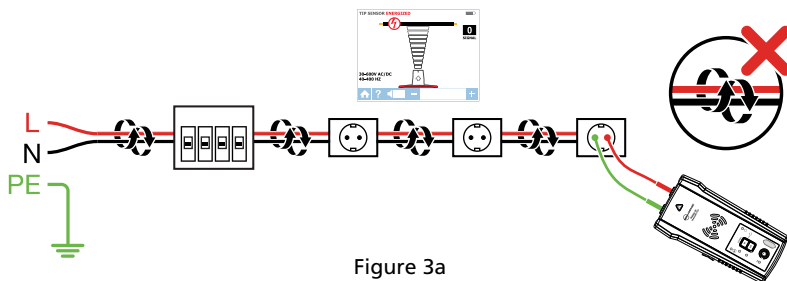 TIP SENSOR ENERGIZED
0
SIGNAL
30-600V AC/DC
40-400 HZ
?
L
N
PE
Figure 3a